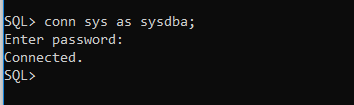 SQL> conn sys as sysdba;
Enter password:
Connected.
SQL>